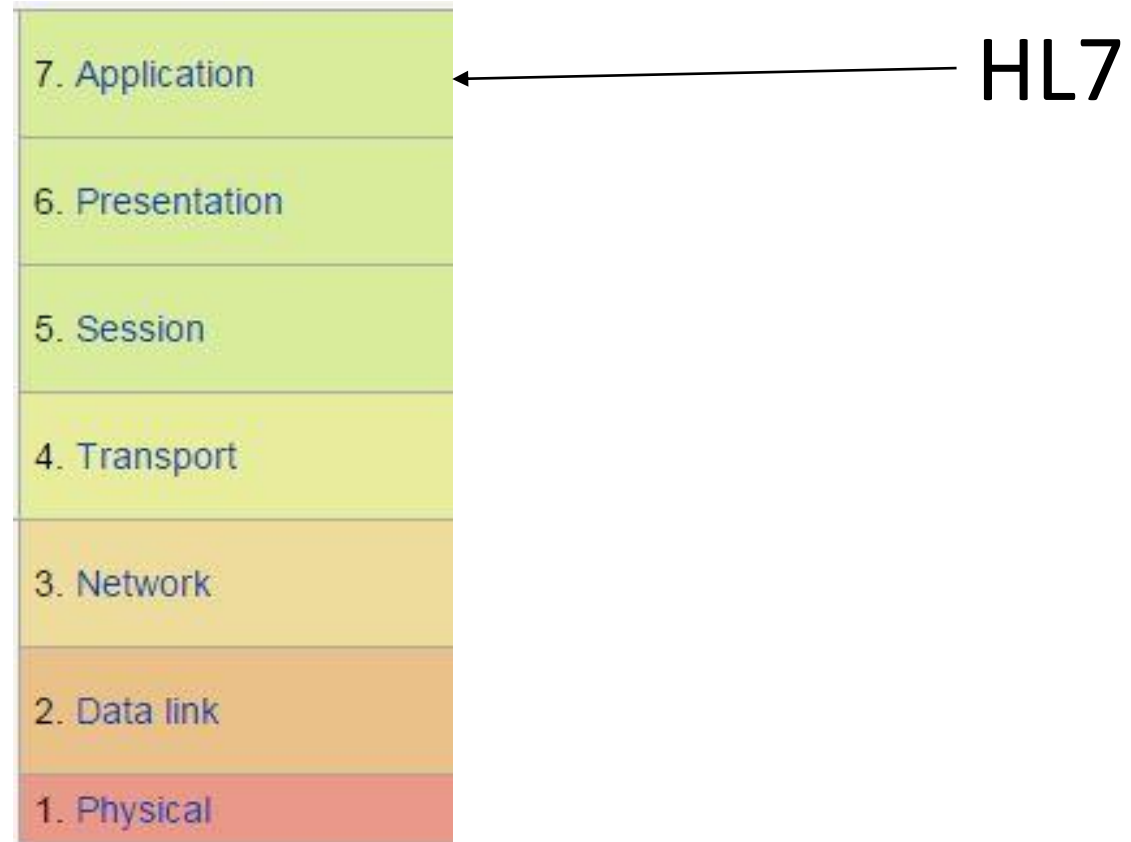 7. Application
HL7
6. Presentation
5. Session
4. Transport
3. Network
2. Data link
1. Physical